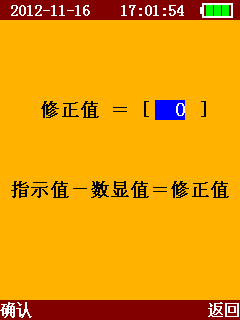 2012-11-16 17:01:54
修正值 = [ 0 ]
指示值－数显值＝修正值
确认 返回